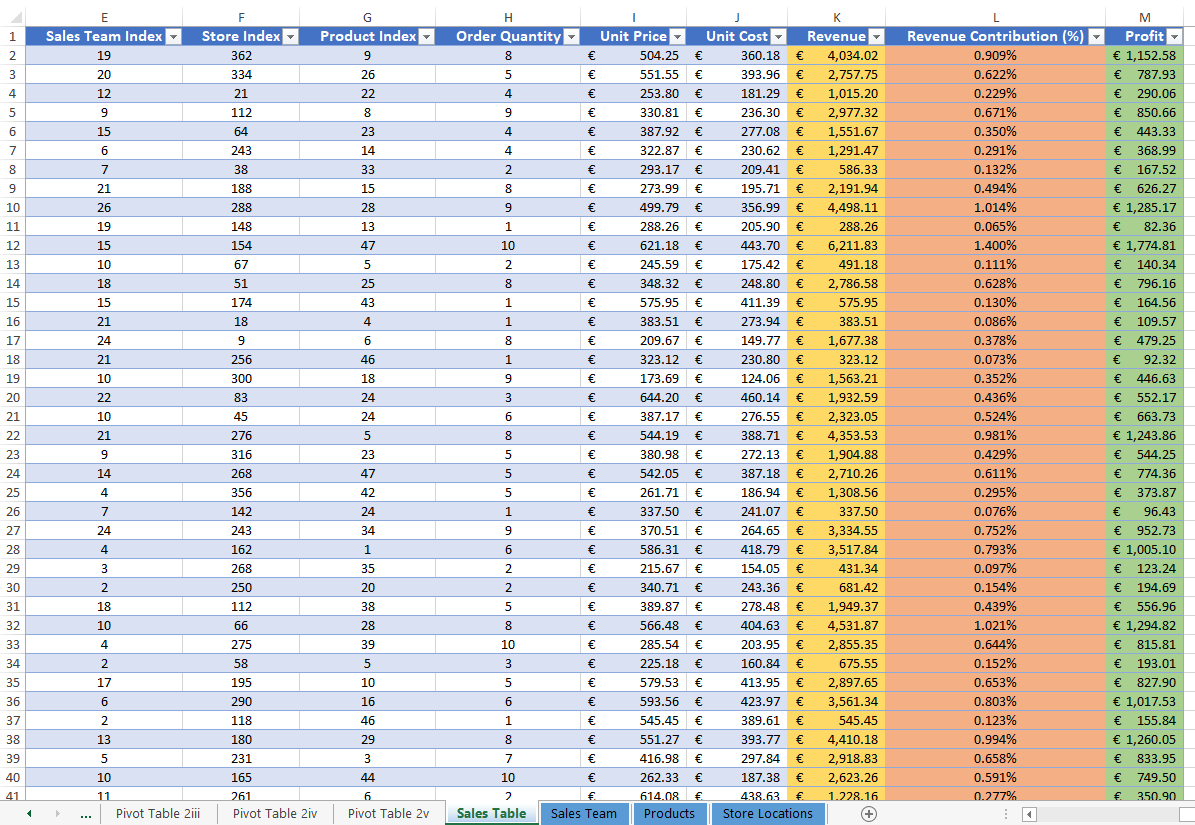 E F G H I J K L M
1 Sales Team Index Store Index Product Index Order Quantity Unit Price Unit Cost Revenue Revenue Contribution (%) Profit
2 19 362 9 8 € 504.25 € 360.18 € 4,034.02 0.909% € 1,152.58
3 20 334 26 5 € 551.55 € 393.96 € 2,757.75 0.622% € 787.93
4 12 21 22 4 € 253.80 € 181.29 € 1,015.20 0.229% € 290.06
5 9 112 8 9 € 330.81 € 236.30 € 2,977.32 0.671% € 850.66
6 15 64 23 4 € 387.92 € 277.08 € 1,551.67 0.350% € 443.33
7 6 243 14 4 € 322.87 € 230.62 € 1,291.47 0.291% € 368.99
8 7 38 33 2 € 293.17 € 209.41 € 586.33 0.132% € 167.52
9 21 188 15 8 € 273.99 € 195.71 € 2,191.94 0.494% € 626.27
10 26 288 28 9 € 499.79 € 356.99 € 4,498.11 1.014% € 1,285.17
11 19 148 13 1 € 288.26 € 205.90 € 288.26 0.065% € 82.36
12 15 154 47 10 € 621.18 € 443.70 € 6,211.83 1.400% € 1,774.81
13 10 67 5 2 € 245.59 € 175.42 € 491.18 0.111% € 140.34
14 18 51 25 8 € 348.32 € 248.80 € 2,786.58 0.628% € 796.16
15 15 174 43 1 € 575.95 € 411.39 € 575.95 0.130% € 164.56
16 21 18 4 1 € 383.51 € 273.94 € 383.51 0.086% € 109.57
17 24 9 6 8 € 209.67 € 149.77 € 1,677.38 0.378% € 479.25
18 21 256 46 1 € 323.12 € 230.80 € 323.12 0.073% € 92.32
19 10 300 18 9 € 173.69 € 124.06 € 1,563.21 0.352% € 446.63
20 22 83 24 3 € 644.20 € 460.14 € 1,932.59 0.436% € 552.17
21 10 45 24 6 € 387.17 € 276.55 € 2,323.05 0.524% € 663.73
22 21 276 5 8 € 544.19 € 388.71 € 4,353.53 0.981% € 1,243.86
23 9 316 23 5 € 380.98 € 272.13 € 1,904.88 0.429% € 544.25
24 14 268 47 5 € 542.05 € 387.18 € 2,710.26 0.611% € 774.36
25 4 356 42 5 € 261.71 € 186.94 € 1,308.56 0.295% € 373.87
26 7 142 24 1 € 337.50 € 241.07 € 337.50 0.076% € 96.43
27 24 243 34 9 € 370.51 € 264.65 € 3,334.55 0.752% € 952.73
28 4 162 1 6 € 586.31 € 418.79 € 3,517.84 0.793% € 1,005.10
29 3 268 35 2 € 215.67 € 154.05 € 431.34 0.097% € 123.24
30 2 250 20 2 € 340.71 € 243.36 € 681.42 0.154% € 194.69
31 18 112 38 5 € 389.87 € 278.48 € 1,949.37 0.439% € 556.96
32 10 66 28 8 € 566.48 € 404.63 € 4,531.87 1.021% € 1,294.82
33 4 275 39 10 € 285.54 € 203.95 € 2,855.35 0.644% € 815.81
34 2 58 5 3 € 225.18 € 160.84 € 675.55 0.152% € 193.01
35 17 195 10 5 € 579.53 € 413.95 € 2,897.65 0.653% € 827.90
36 6 290 16 6 € 593.56 € 423.97 € 3,561.34 0.803% € 1,017.53
37 2 118 46 1 € 545.45 € 389.61 € 545.45 0.123% € 155.84
38 13 180 29 8 € 551.27 € 393.77 € 4,410.18 0.994% € 1,260.05
39 5 231 3 7 € 416.98 € 297.84 € 2,918.83 0.658% € 833.95
40 10 165 44 10 € 262.33 € 187.38 € 2,623.26 0.591% € 749.50
41 11 261 6 2 € 614.08 € 438.63 € 1,228.16 0.277% € 350.90
... Pivot Table 2iii Pivot Table 2iv Pivot Table 2v Sales Table Sales Team Products Store Locations